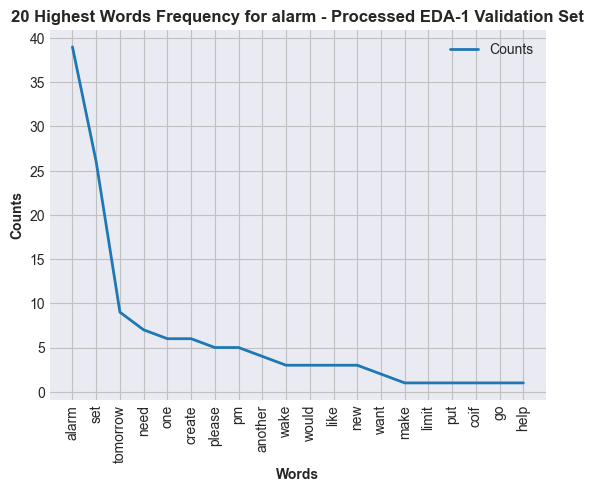 20 Highest Words Frequency for alarm - Processed EDA-1 Validation Set
Counts
40
35
30
25
20
15
10
5
0
Counts
alarm
set
tomorrow
need
one
create
please
pm
another
wake
would
like
new
want
make
limit
put
coif
go
help
Words